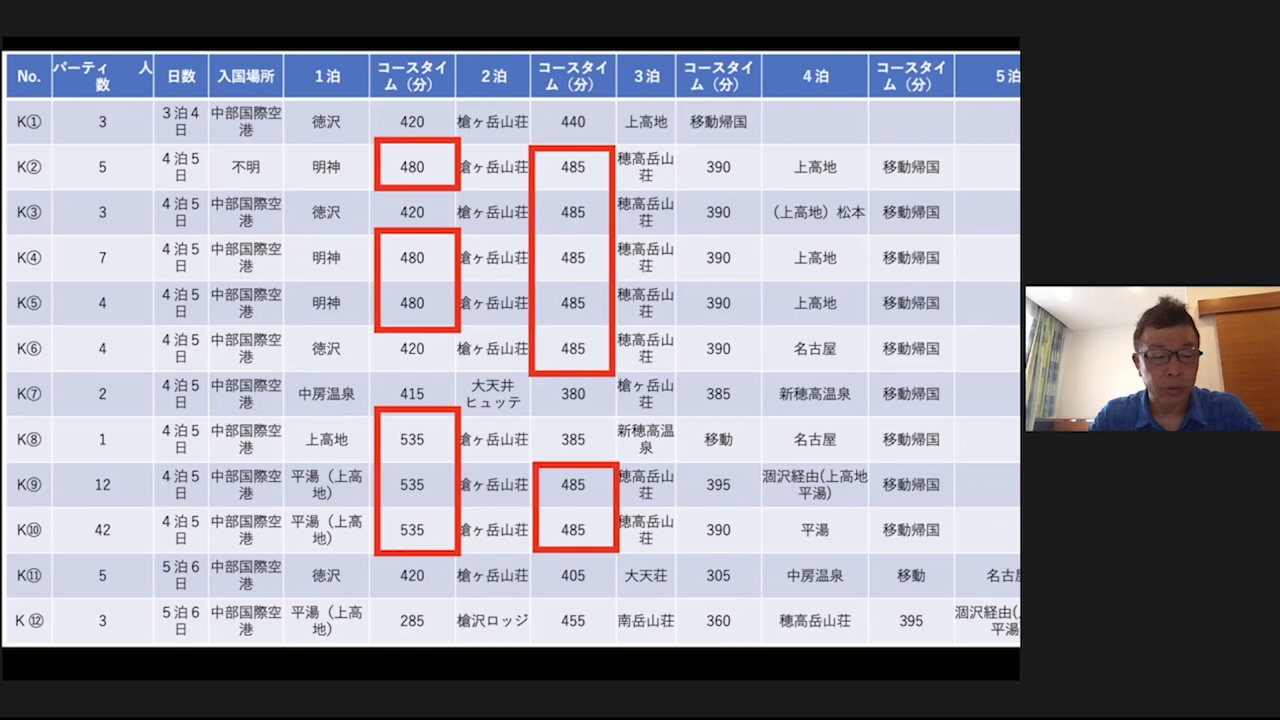 No. パーティ 人数 日数 入国場所 1泊 コースタイム（分） 2泊 コースタイム（分） 3泊 コースタイム（分） 4泊 コースタイム（分） 5泊
K① 3 3泊4日 中部国際空港 徳沢 420 槍ヶ岳山荘 440 上高地 移動帰国
K② 5 4泊5日 不明 明神 480 槍ヶ岳山荘 485 穂高岳山荘 390 上高地 移動帰国
K③ 3 4泊5日 中部国際空港 徳沢 420 槍ヶ岳山荘 485 穂高岳山荘 390 （上高地）松本 移動帰国
K④ 7 4泊5日 中部国際空港 明神 480 槍ヶ岳山荘 485 穂高岳山荘 390 上高地 移動帰国
K⑤ 4 4泊5日 中部国際空港 明神 480 槍ヶ岳山荘 485 穂高岳山荘 390 上高地 移動帰国
K⑥ 4 4泊5日 中部国際空港 徳沢 420 槍ヶ岳山荘 485 穂高岳山荘 390 名古屋 移動帰国
K⑦ 2 4泊5日 中部国際空港 中房温泉 415 大天井ヒュッテ 380 槍ヶ岳山荘 385 新穂高温泉 移動帰国
K⑧ 1 4泊5日 中部国際空港 上高地 535 槍ヶ岳山荘 385 新穂高温泉 移動 名古屋 移動帰国
K⑨ 12 4泊5日 中部国際空港 平湯（上高地） 535 槍ヶ岳山荘 485 穂高岳山荘 395 涸沢経由(上高地平湯) 移動帰国
K⑩ 42 4泊5日 中部国際空港 平湯（上高地） 535 槍ヶ岳山荘 485 穂高岳山荘 390 平湯 移動帰国
K⑪ 5 5泊6日 中部国際空港 徳沢 420 槍ヶ岳山荘 405 大天荘 305 中房温泉 移動 名古
K⑫ 3 5泊6日 中部国際空港 平湯（上高地） 285 槍沢ロッジ 455 南岳山荘 360 穂高岳山荘 395 涸沢経由(上平湯